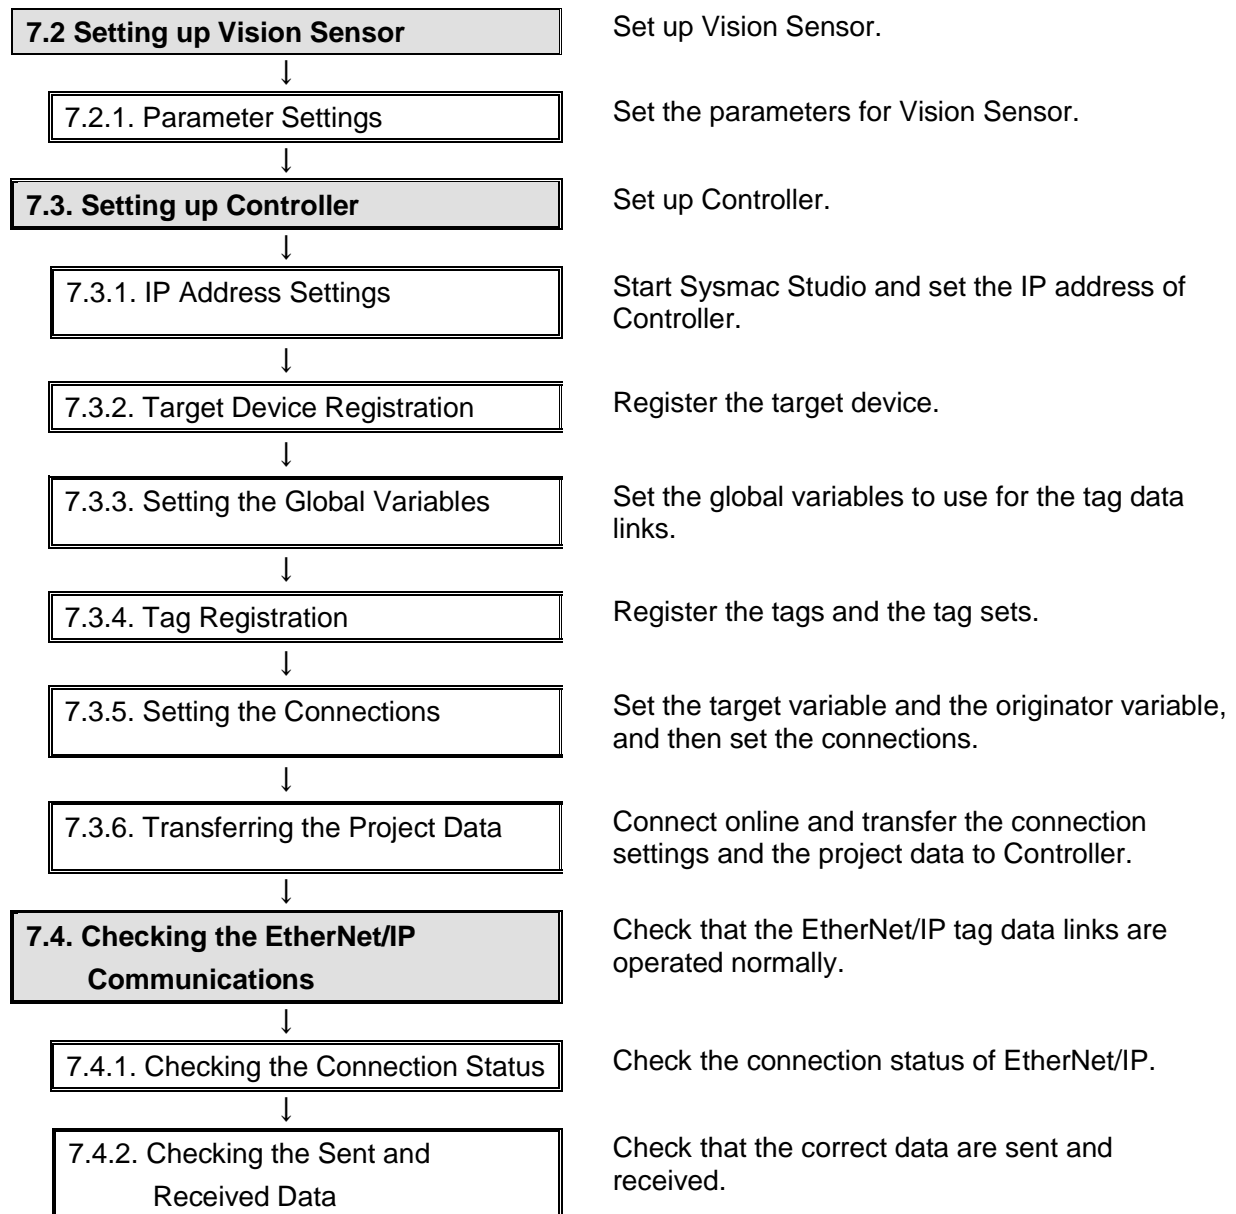 7.2 Setting up Vision Sensor
Set up Vision Sensor.
↓
7.2.1. Parameter Settings
Set the parameters for Vision Sensor.
↓
7.3. Setting up Controller
Set up Controller.
↓
7.3.1. IP Address Settings
Start Sysmac Studio and set the IP address of
Controller.
↓
7.3.2. Target Device Registration
Register the target device.
↓
7.3.3. Setting the Global Variables
Set the global variables to use for the tag data
links.
↓
7.3.4. Tag Registration
Register the tags and the tag sets.
↓
7.3.5. Setting the Connections
Set the target variable and the originator variable,
and then set the connections.
↓
7.3.6. Transferring the Project Data
Connect online and transfer the connection
settings and the project data to Controller.
↓
7.4. Checking the EtherNet/IP
Communications
Check that the EtherNet/IP tag data links are
operated normally.
↓
7.4.1. Checking the Connection Status
Check the connection status of EtherNet/IP.
↓
7.4.2. Checking the Sent and
Received Data
Check that the correct data are sent and
received.